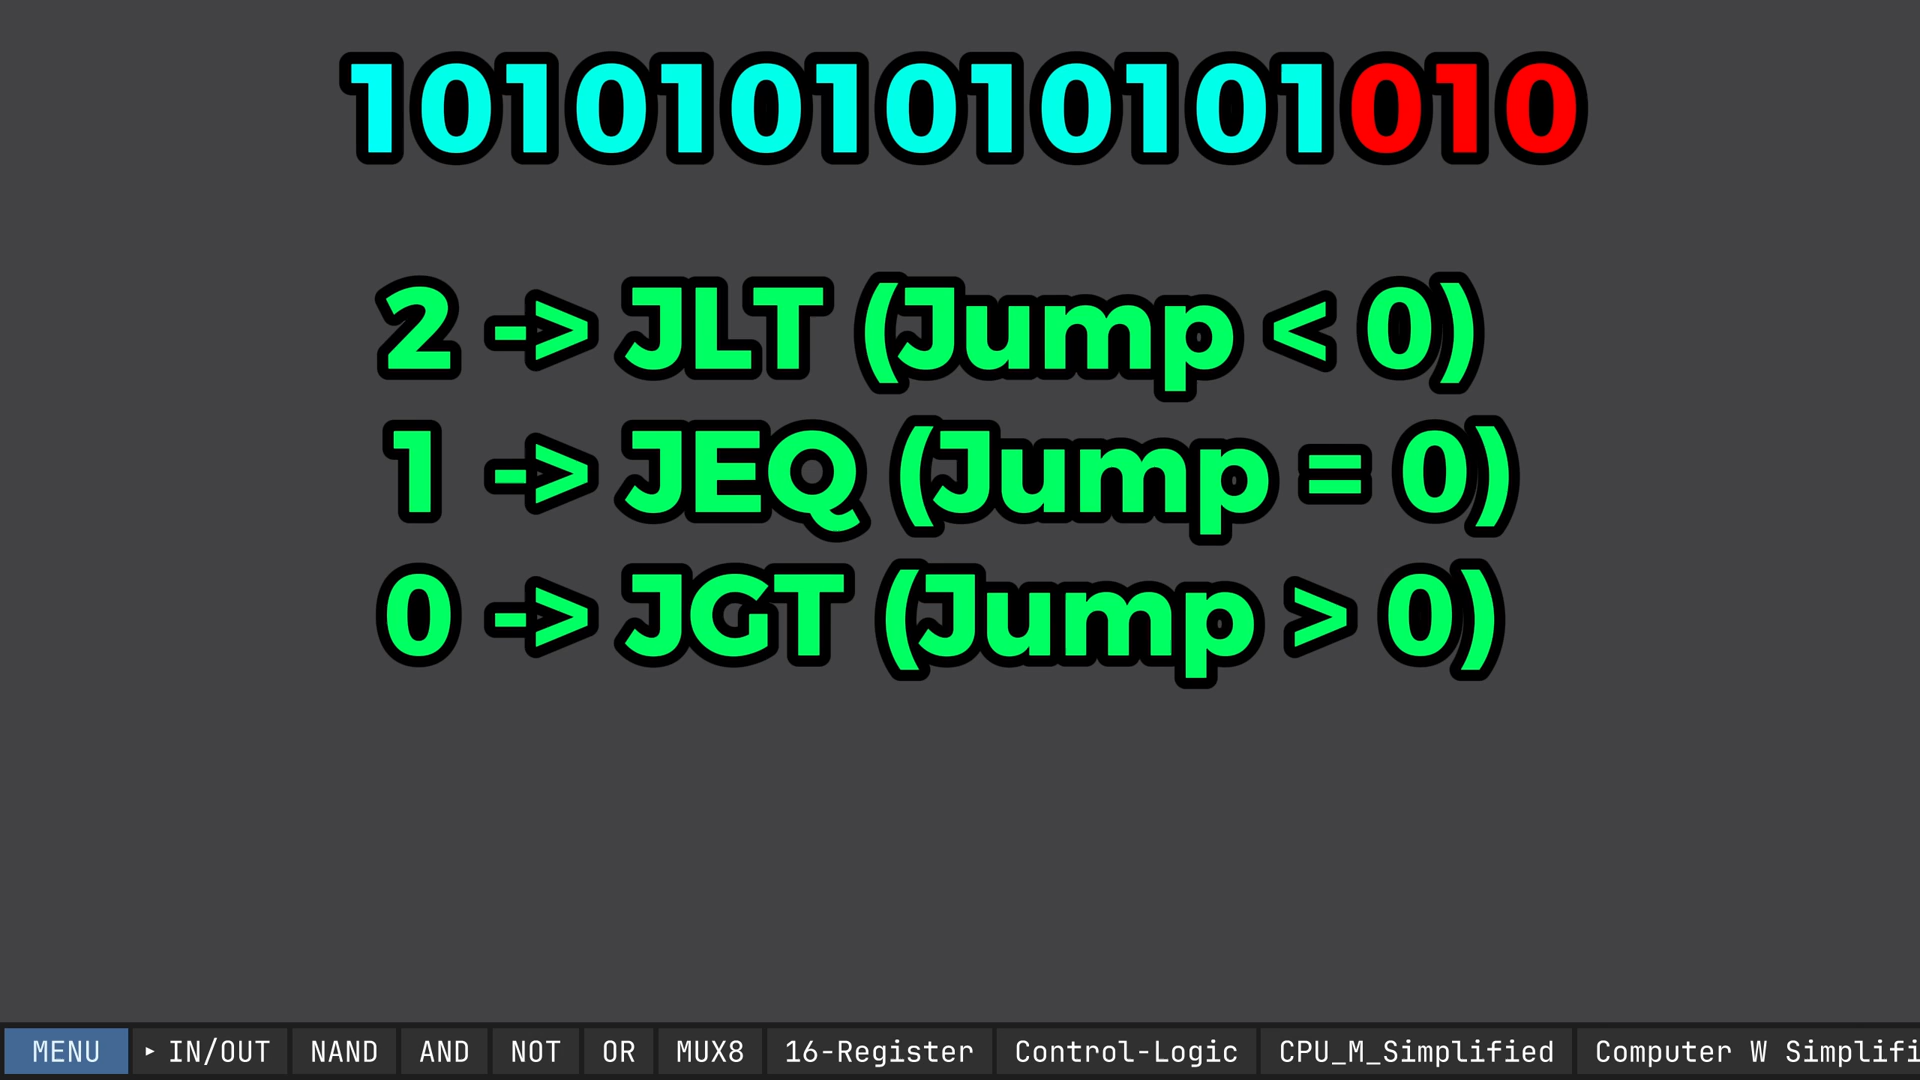 1010101010101010
2 -> JLT (Jump < 0)
1 -> JEQ (Jump = 0)
0 -> JGT (Jump > 0)
MENU ▸ IN/OUT NAND AND NOT OR MUX8 16-Register Control-Logic CPU_M_Simplified Computer W Simplifi